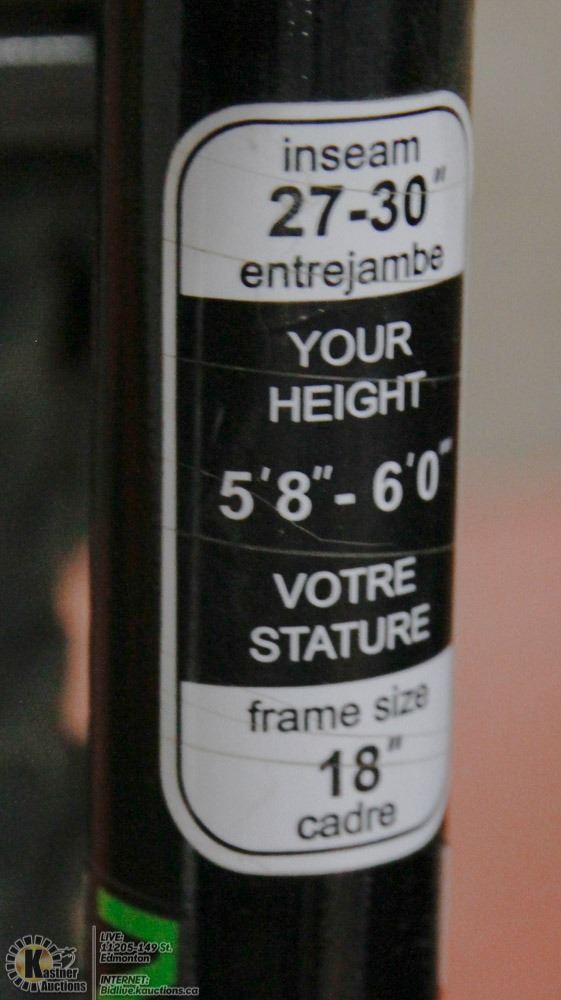 inseam
27-30"
entrejambe
YOUR
HEIGHT
5'8"- 6'0"
VOTRE
STATURE
frame size
18"
cadre
Kastner
Auctions
LIVE:
11205-149 St.
Edmonton
INTERNET:
Bidlive.kauctions.ca